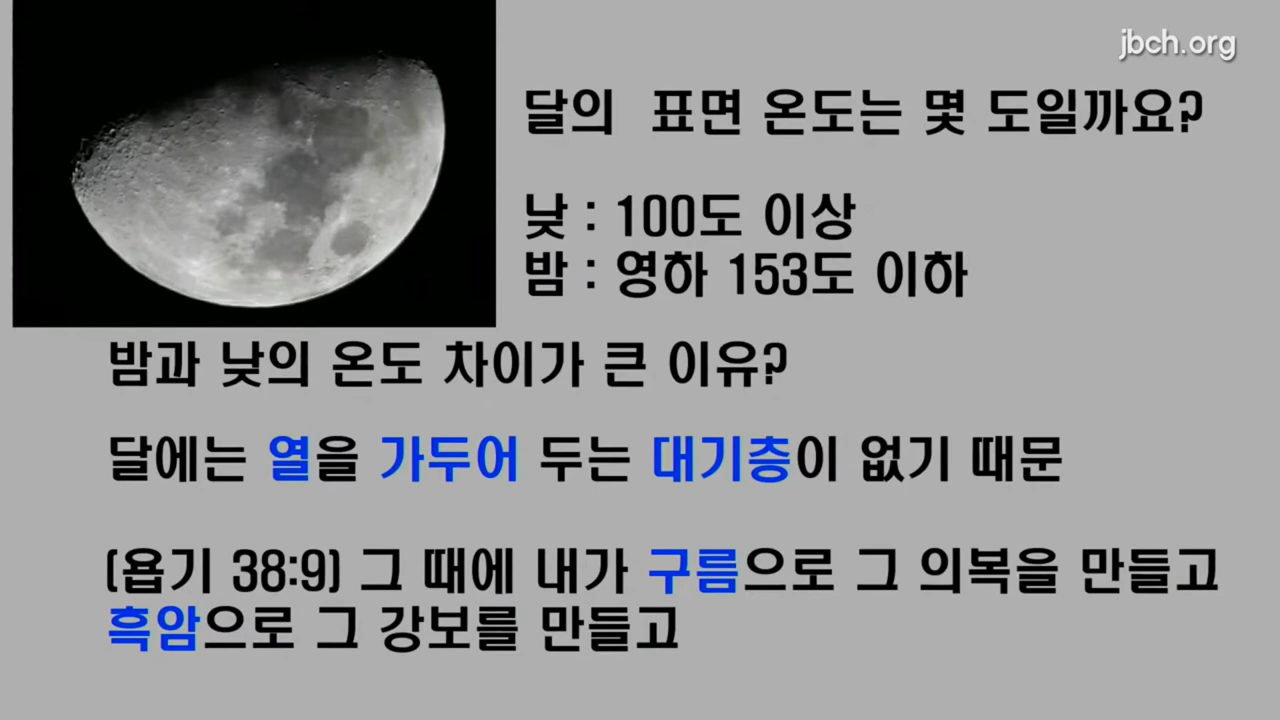 jbch.org
달의 표면 온도는 몇 도일까요?
낮 : 100도 이상
밤 : 영하 153도 이하
밤과 낮의 온도 차이가 큰 이유?
달에는 열을 가두어 두는 대기층이 없기 때문
(욥기 38:9) 그 때에 내가 구름으로 그 의복을 만들고
흑암으로 그 강보를 만들고